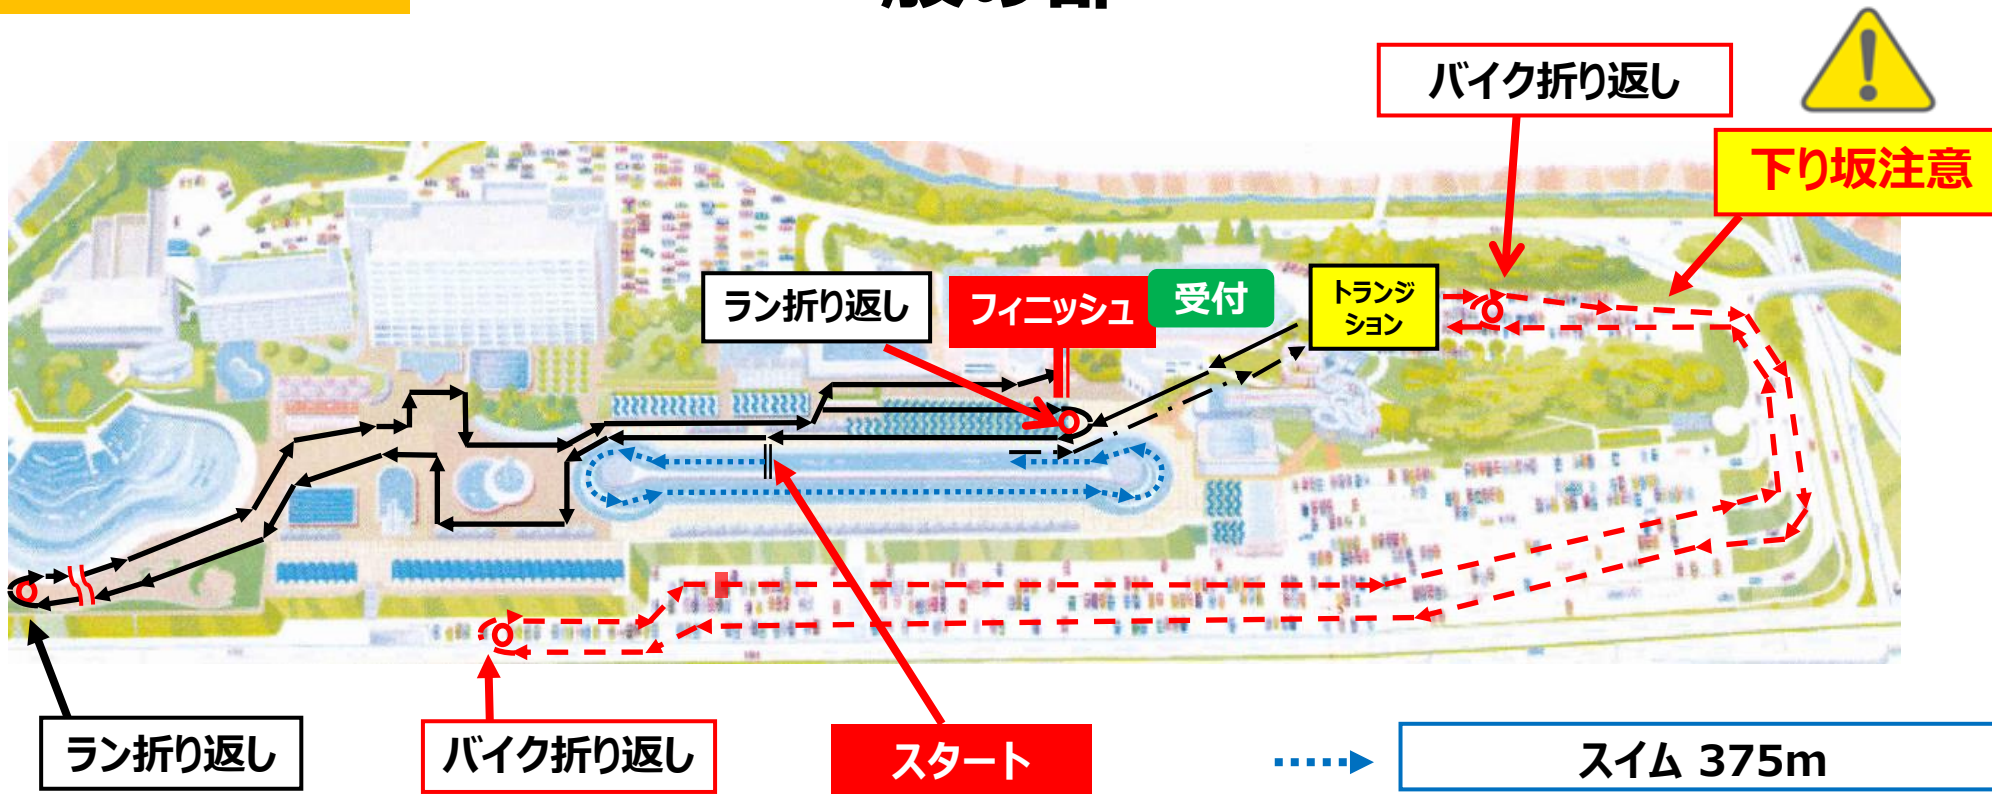 バイク折り返し
下り坂注意
ラン折り返し
フィニッシュ
受付
トランジ
ション
ラン折り返し
バイク折り返し
スタート
スイム 375m